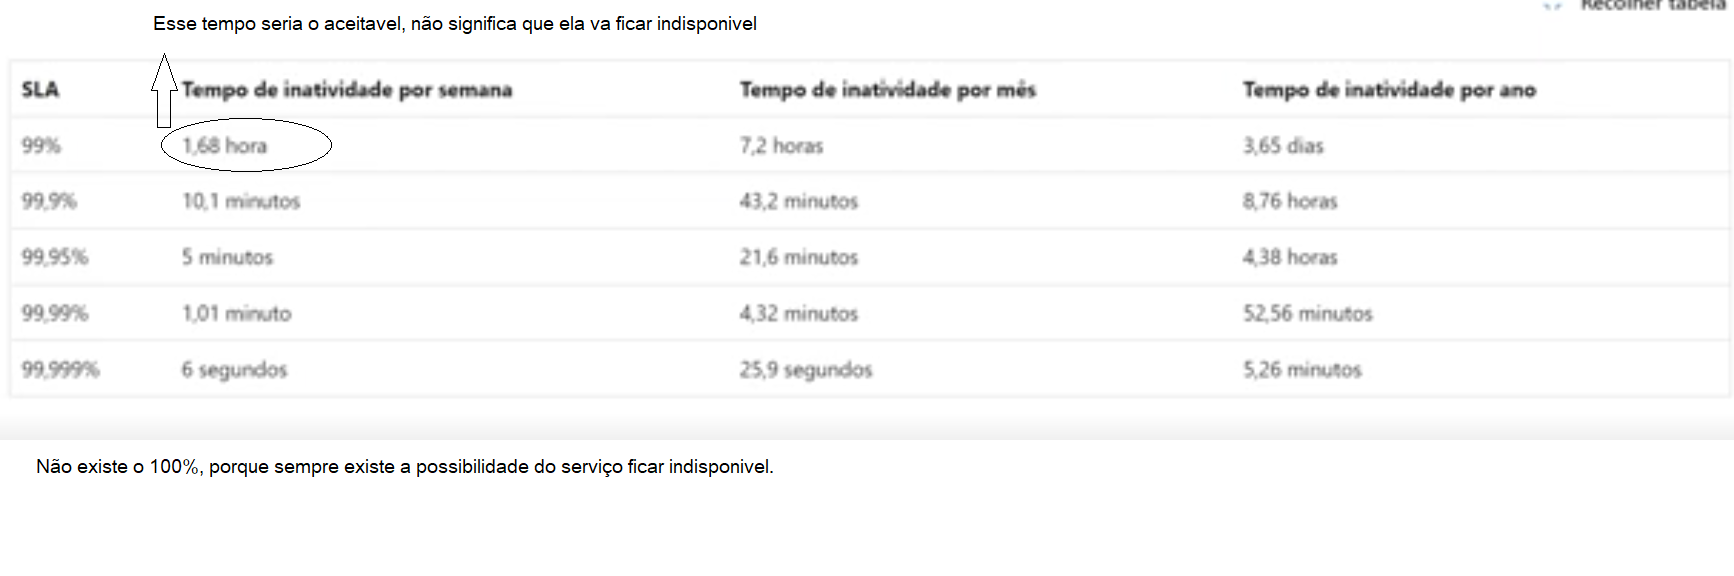 Recolher tabela
Esse tempo seria o aceitavel, não significa que ela va ficar indisponivel
SLA Tempo de inatividade por semana Tempo de inatividade por mês Tempo de inatividade por ano
99% 1,68 hora 7,2 horas 3,65 dias
99,9% 10,1 minutos 43,2 minutos 8,76 horas
99,95% 5 minutos 21,6 minutos 4,38 horas
99,99% 1,01 minuto 4,32 minutos 52,56 minutos
99,999% 6 segundos 25,9 segundos 5,26 minutos
Não existe o 100%, porque sempre existe a possibilidade do serviço ficar indisponivel.